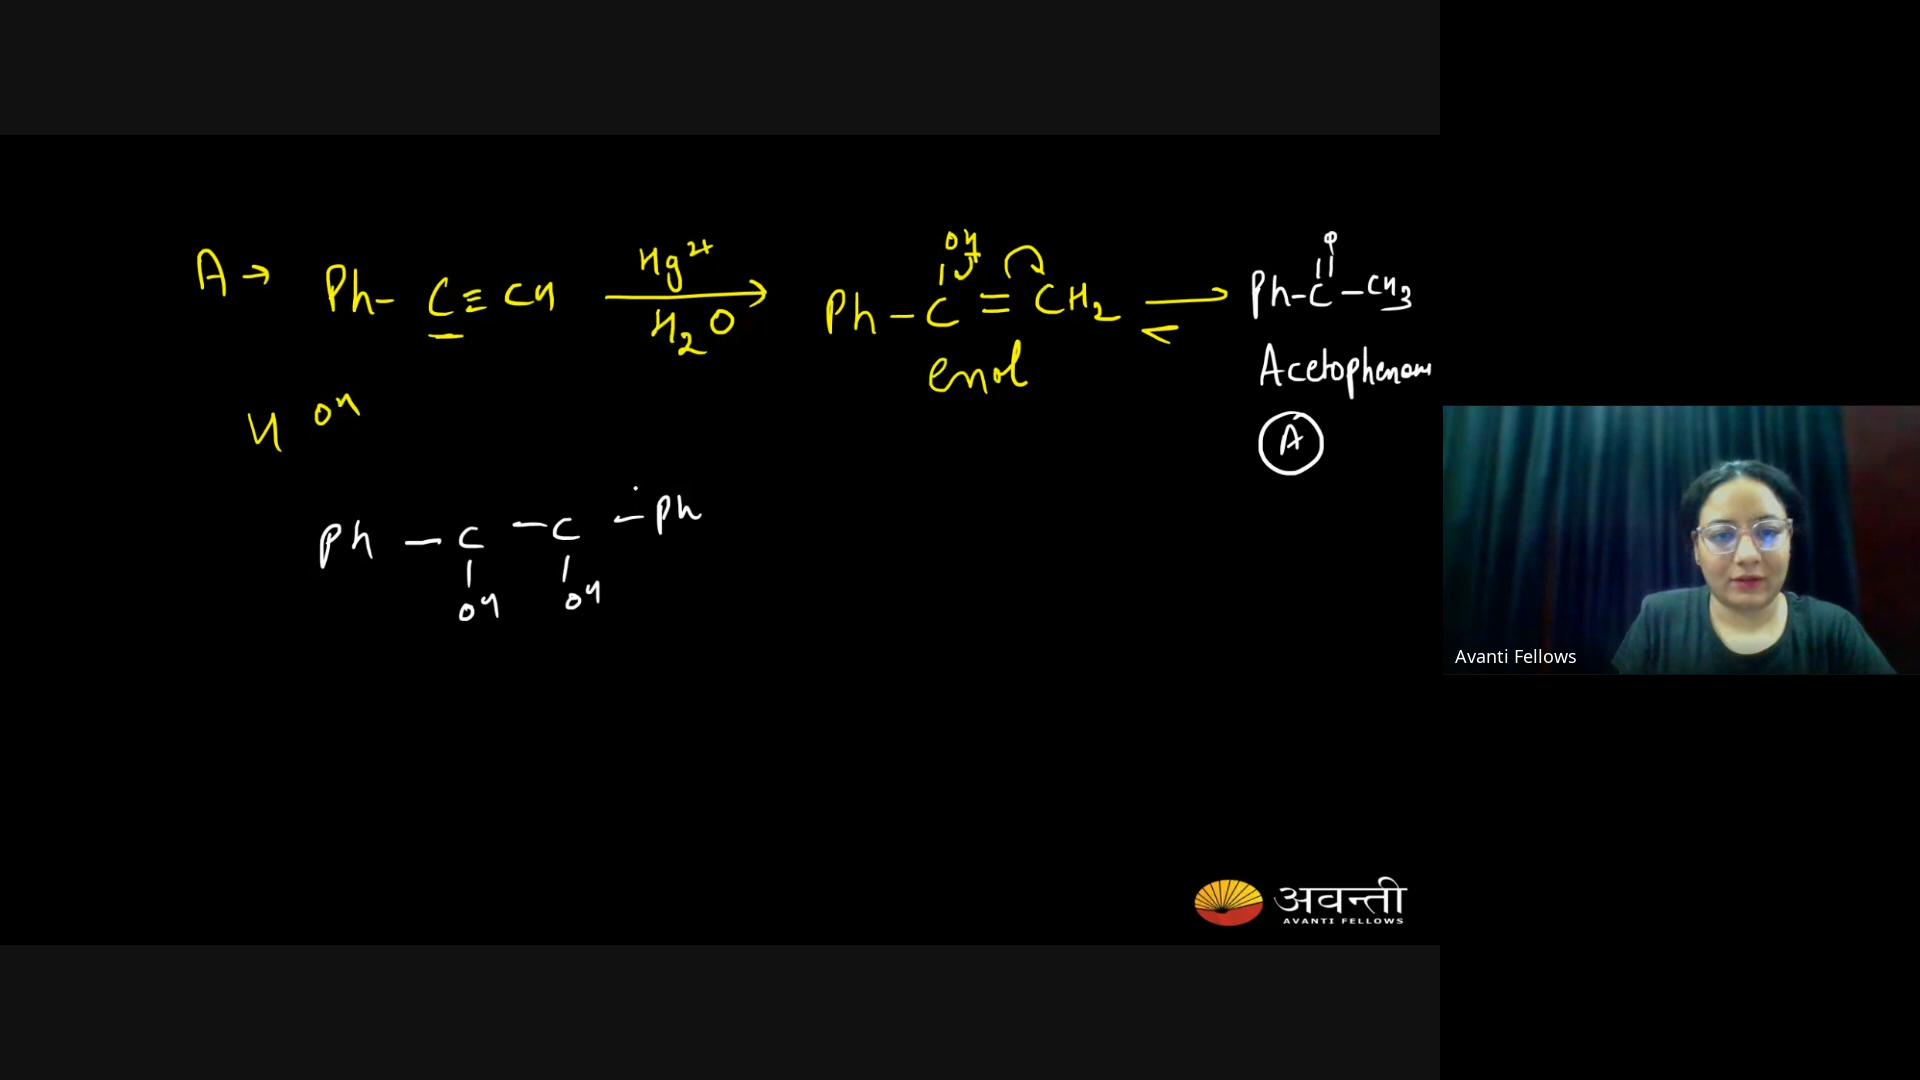 A → Ph- C ≡ CH
Hg²⁺
H₂O
OH
Ph - C = CH₂
enol
O
Ph-C-CH₃
Acetophenone
A
H OH
Ph - C - C - Ph
OH OH
Avanti Fellows
अवन्ती
AVANTI FELLOWS